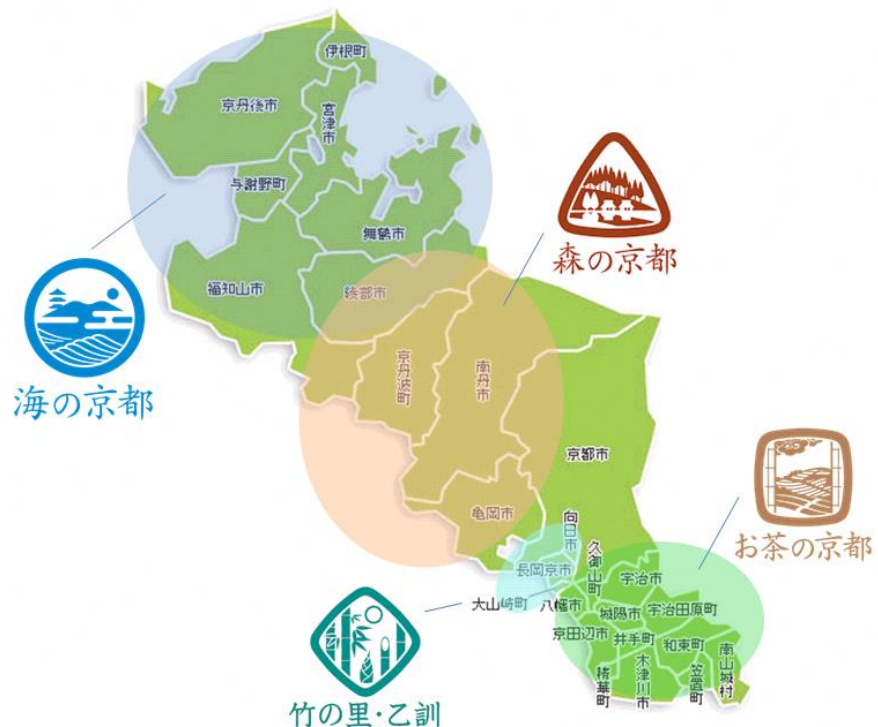 伊根町
京丹後市
宮津市
与謝野町
舞鶴市
福知山市
綾部市
森の京都
海の京都
京丹波町
南丹市
京都市
亀岡市
向日市
久御山町
お茶の京都
長岡京市
宇治市
大山崎町
八幡市
城陽市
宇治田原町
京田辺市
井手町
和東町
南山城村
精華町
木津川市
笠置町
竹の里・乙訓